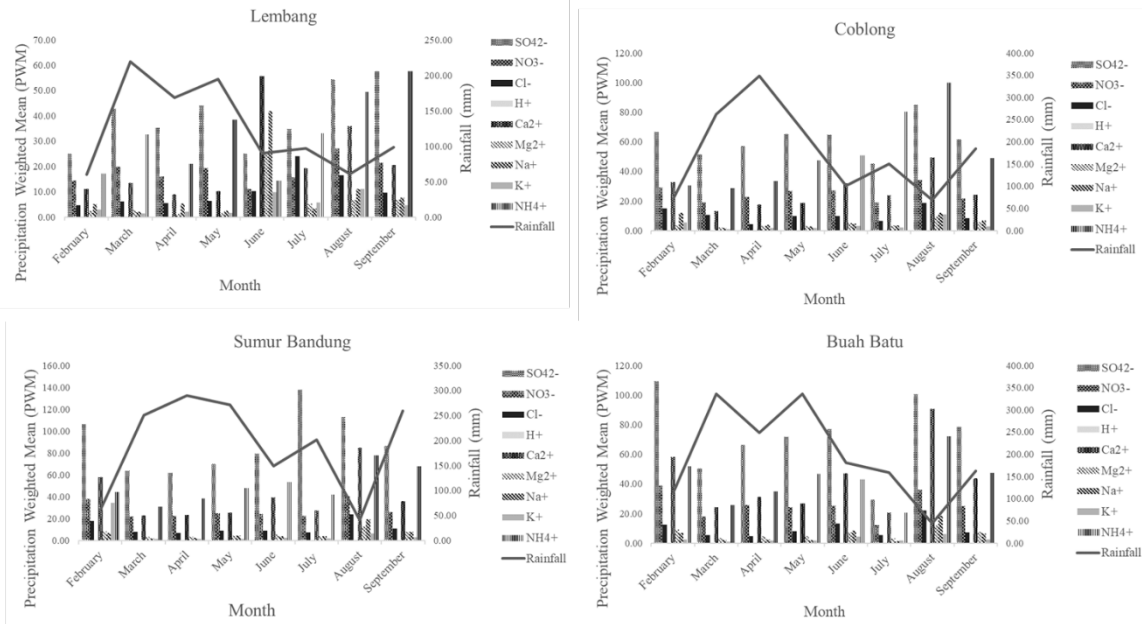 Lembang
Precipitation Weighted Mean (PWM)
70.00
60.00
50.00
40.00
30.00
20.00
10.00
0.00
250.00
200.00
150.00
100.00
50.00
0.00
Rainfall (mm)
February
March
April
May
June
July
August
September
Month
SO42-
NO3-
Cl-
H+
Ca2+
Mg2+
Na+
K+
NH4+
Rainfall
Coblong
Precipitation Weighted Mean (PWM)
120.00
100.00
80.00
60.00
40.00
20.00
0.00
400.00
350.00
300.00
250.00
200.00
150.00
100.00
50.00
0.00
Rainfall (mm)
February
March
April
May
June
July
August
September
Month
SO42-
NO3-
Cl-
H+
Ca2+
Mg2+
Na+
K+
NH4+
Rainfall
Sumur Bandung
Precipitation Weighted Mean (PWM)
160.00
140.00
120.00
100.00
80.00
60.00
40.00
20.00
0.00
350.00
300.00
250.00
200.00
150.00
100.00
50.00
0.00
Rainfall (mm)
February
March
April
May
June
July
August
September
Month
SO42-
NO3-
Cl-
H+
Ca2+
Mg2+
Na+
K+
NH4+
Rainfall
Buah Batu
Precipitation Weighted Mean (PWM)
120.00
100.00
80.00
60.00
40.00
20.00
0.00
400.00
350.00
300.00
250.00
200.00
150.00
100.00
50.00
0.00
Rainfall (mm)
February
March
April
May
June
July
August
September
Month
SO42-
NO3-
Cl-
H+
Ca2+
Mg2+
Na+
K+
NH4+
Rainfall